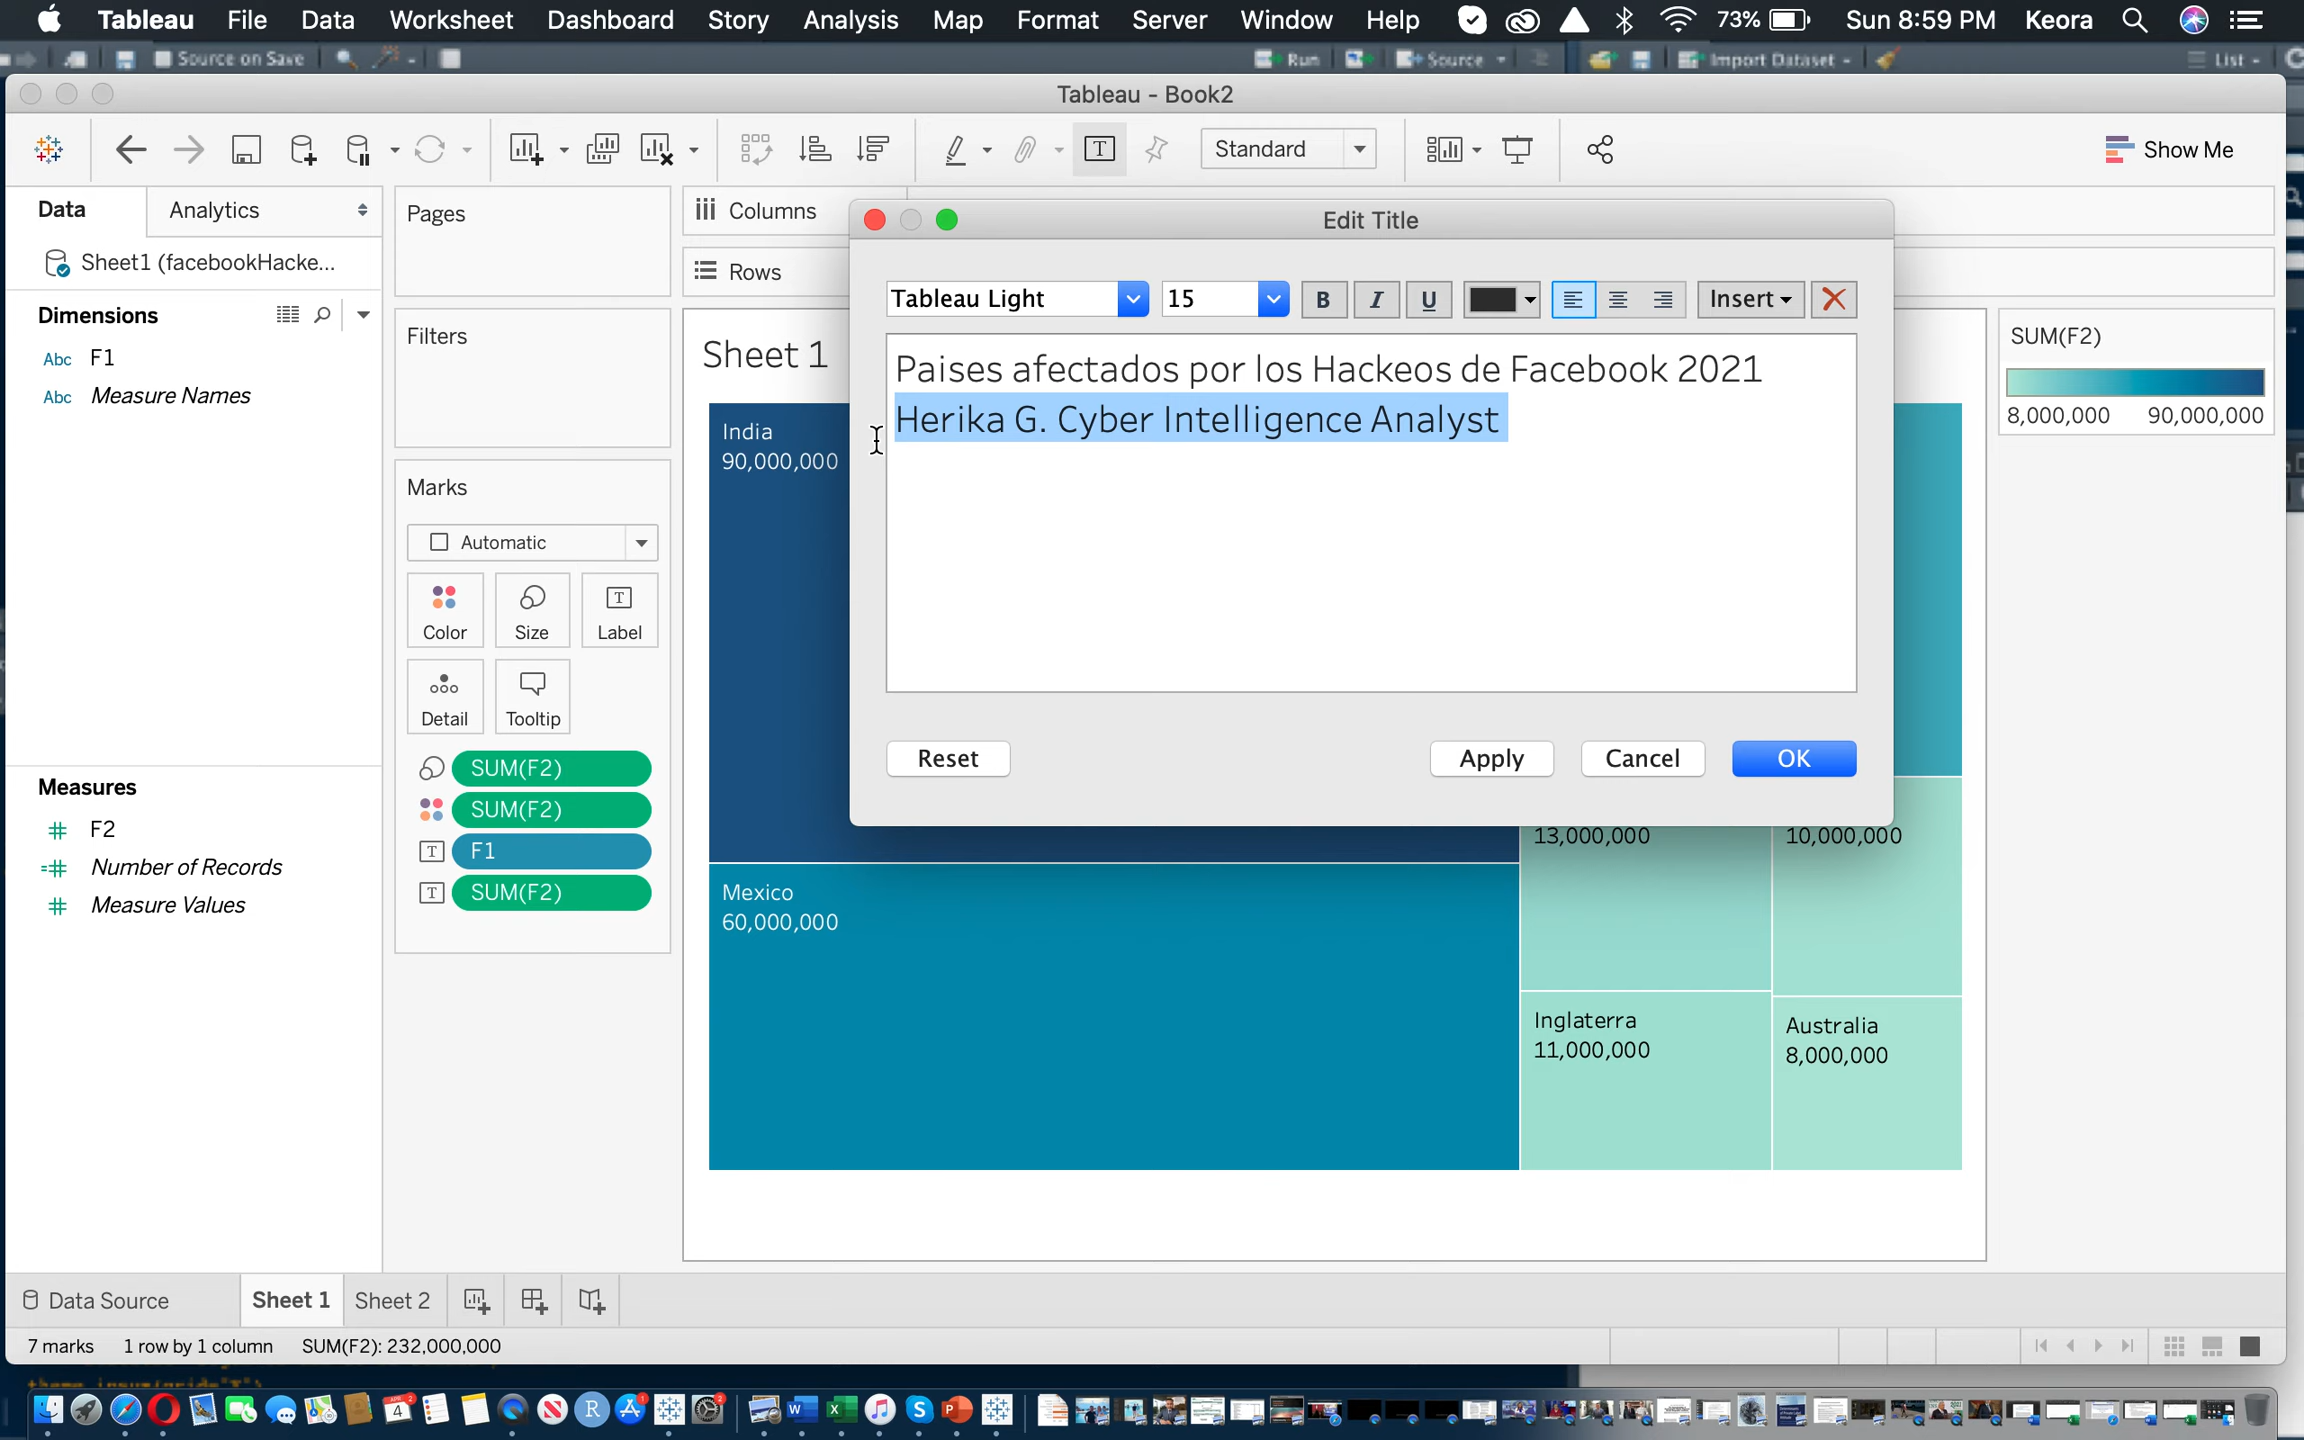 Tableau File Data Worksheet Dashboard Story Analysis Map Format Server Window Help 73% Sun 8:59 PM Keora
Source on Save Run Source Import Dataset List
Tableau - Book2
Standard Show Me
Data Analytics
Sheet1 (facebookHacke...
Dimensions
Abc F1
Abc Measure Names
Measures
F2
Number of Records
Measure Values
Pages
Filters
Marks
Automatic
Color Size Label
Detail Tooltip
SUM(F2)
SUM(F2)
F1
SUM(F2)
Columns
Rows
Sheet 1
Edit Title
Tableau Light 15 B I U Insert
Paises afectados por los Hackeos de Facebook 2021
Herika G. Cyber Intelligence Analyst
Reset Apply Cancel OK
India
90,000,000
Mexico
60,000,000
13,000,000
10,000,000
Inglaterra
11,000,000
Australia
8,000,000
SUM(F2)
8,000,000 90,000,000
Data Source Sheet 1 Sheet 2
7 marks 1 row by 1 column SUM(F2): 232,000,000